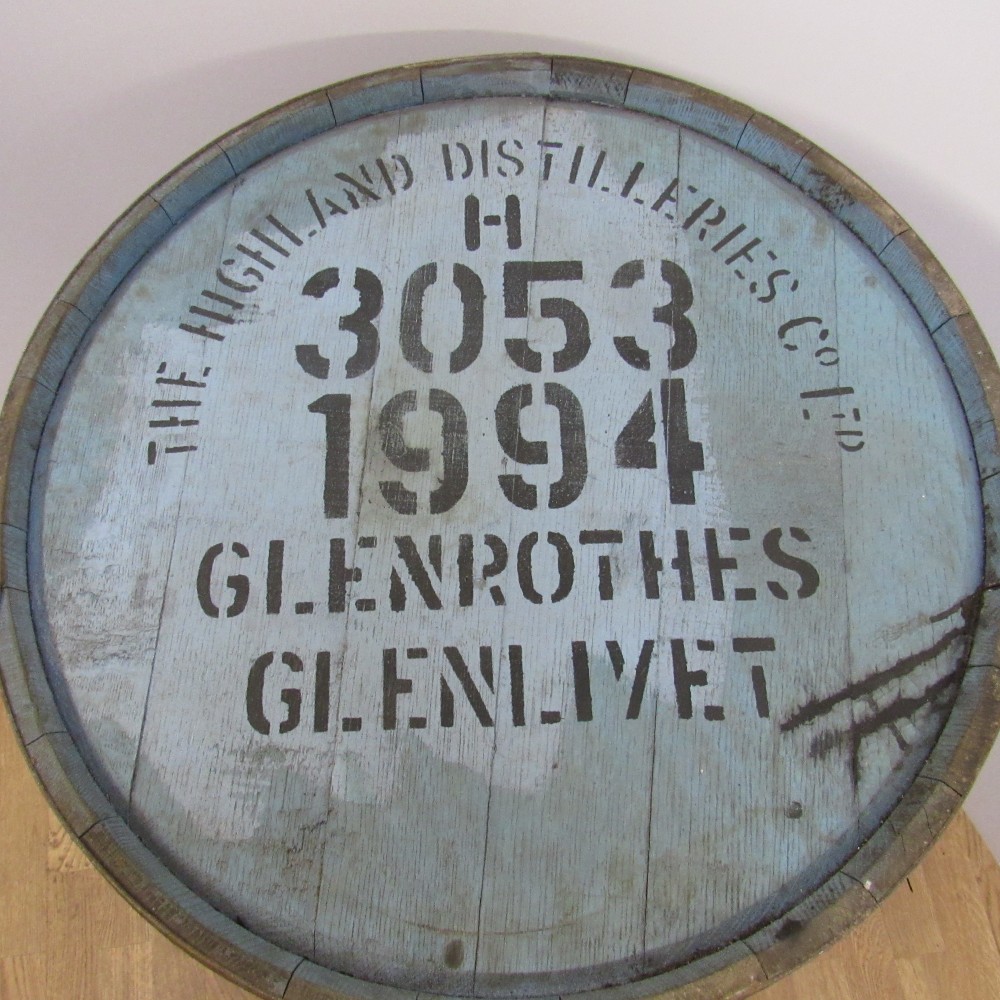 THE HIGHLAND DISTILLERIES Co LTD
H
3053
1994
GLENROTHES
GLENLIVET